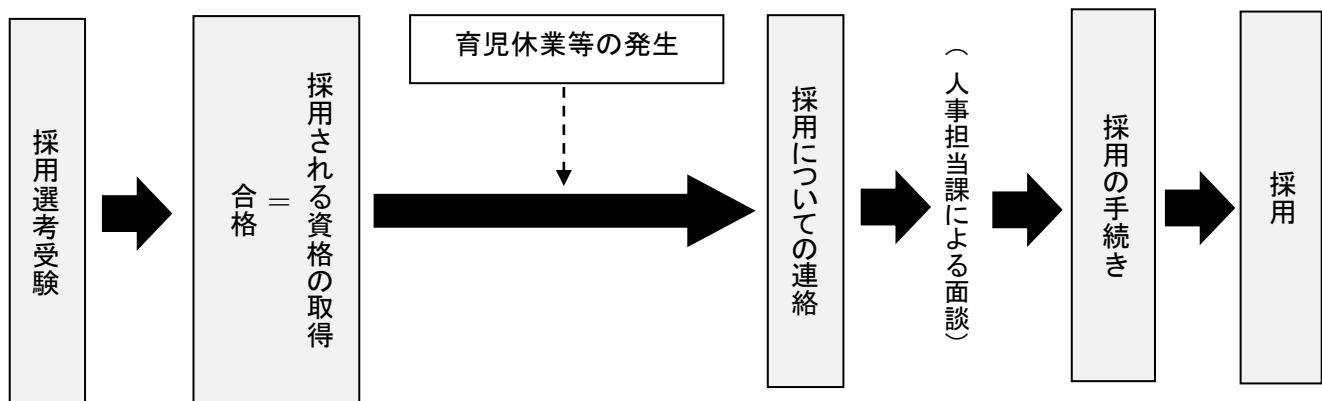 採用選考受験
合格
＝
採用される資格の取得
育児休業等の発生
採用についての連絡
（人事担当課による面談）
採用の手続き
採用